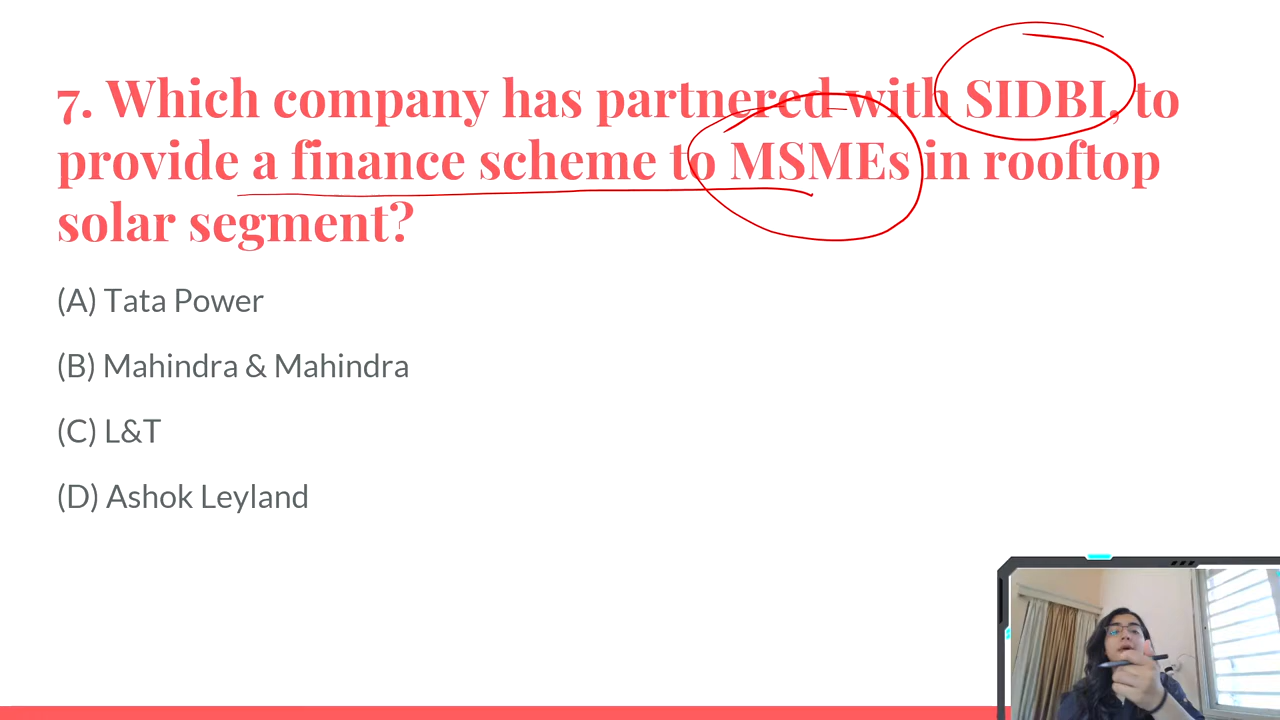 7. Which company has partnered with SIDBI, to
provide a finance scheme to MSMEs in rooftop
solar segment?
(A) Tata Power
(B) Mahindra & Mahindra
(C) L&T
(D) Ashok Leyland